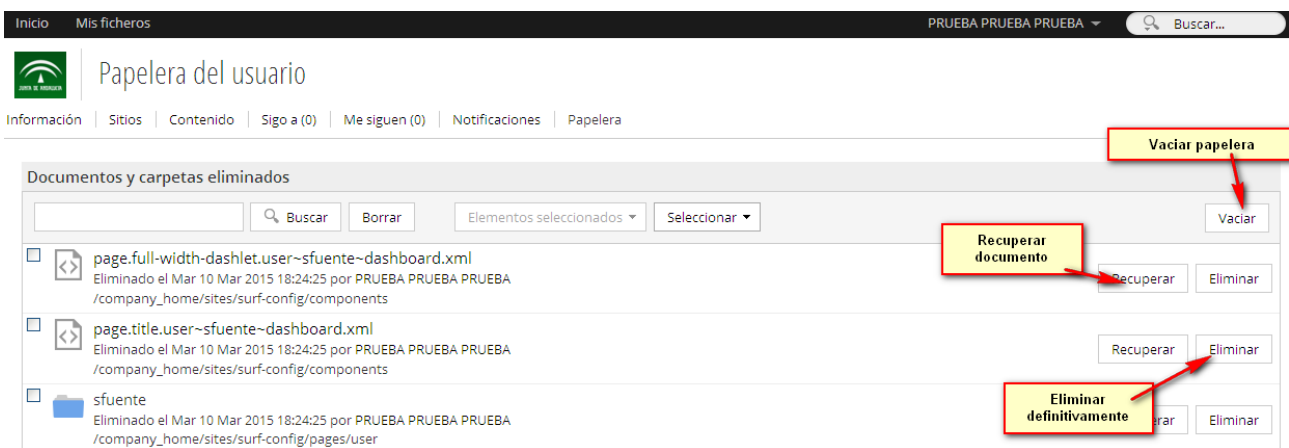 Inicio Mis ficheros PRUEBA PRUEBA PRUEBA Buscar...
JUNTA DE ANDALUCIA
Papelera del usuario
Información Sitios Contenido Sigo a (0) Me siguen (0) Notificaciones Papelera
Vaciar papelera
Documentos y carpetas eliminados
Buscar Borrar Elementos seleccionados Seleccionar Vaciar
Recuperar
documento
page.full-width-dashlet.user~sfuente~dashboard.xml
Eliminado el Mar 10 Mar 2015 18:24:25 por PRUEBA PRUEBA PRUEBA
/company_home/sites/surf-config/components
Recuperar Eliminar
page.title.user~sfuente~dashboard.xml
Eliminado el Mar 10 Mar 2015 18:24:25 por PRUEBA PRUEBA PRUEBA
/company_home/sites/surf-config/components
Recuperar Eliminar
sfuente
Eliminado el Mar 10 Mar 2015 18:24:25 por PRUEBA PRUEBA PRUEBA
/company_home/sites/surf-config/pages/user
Eliminar
definitivamente
rar Eliminar